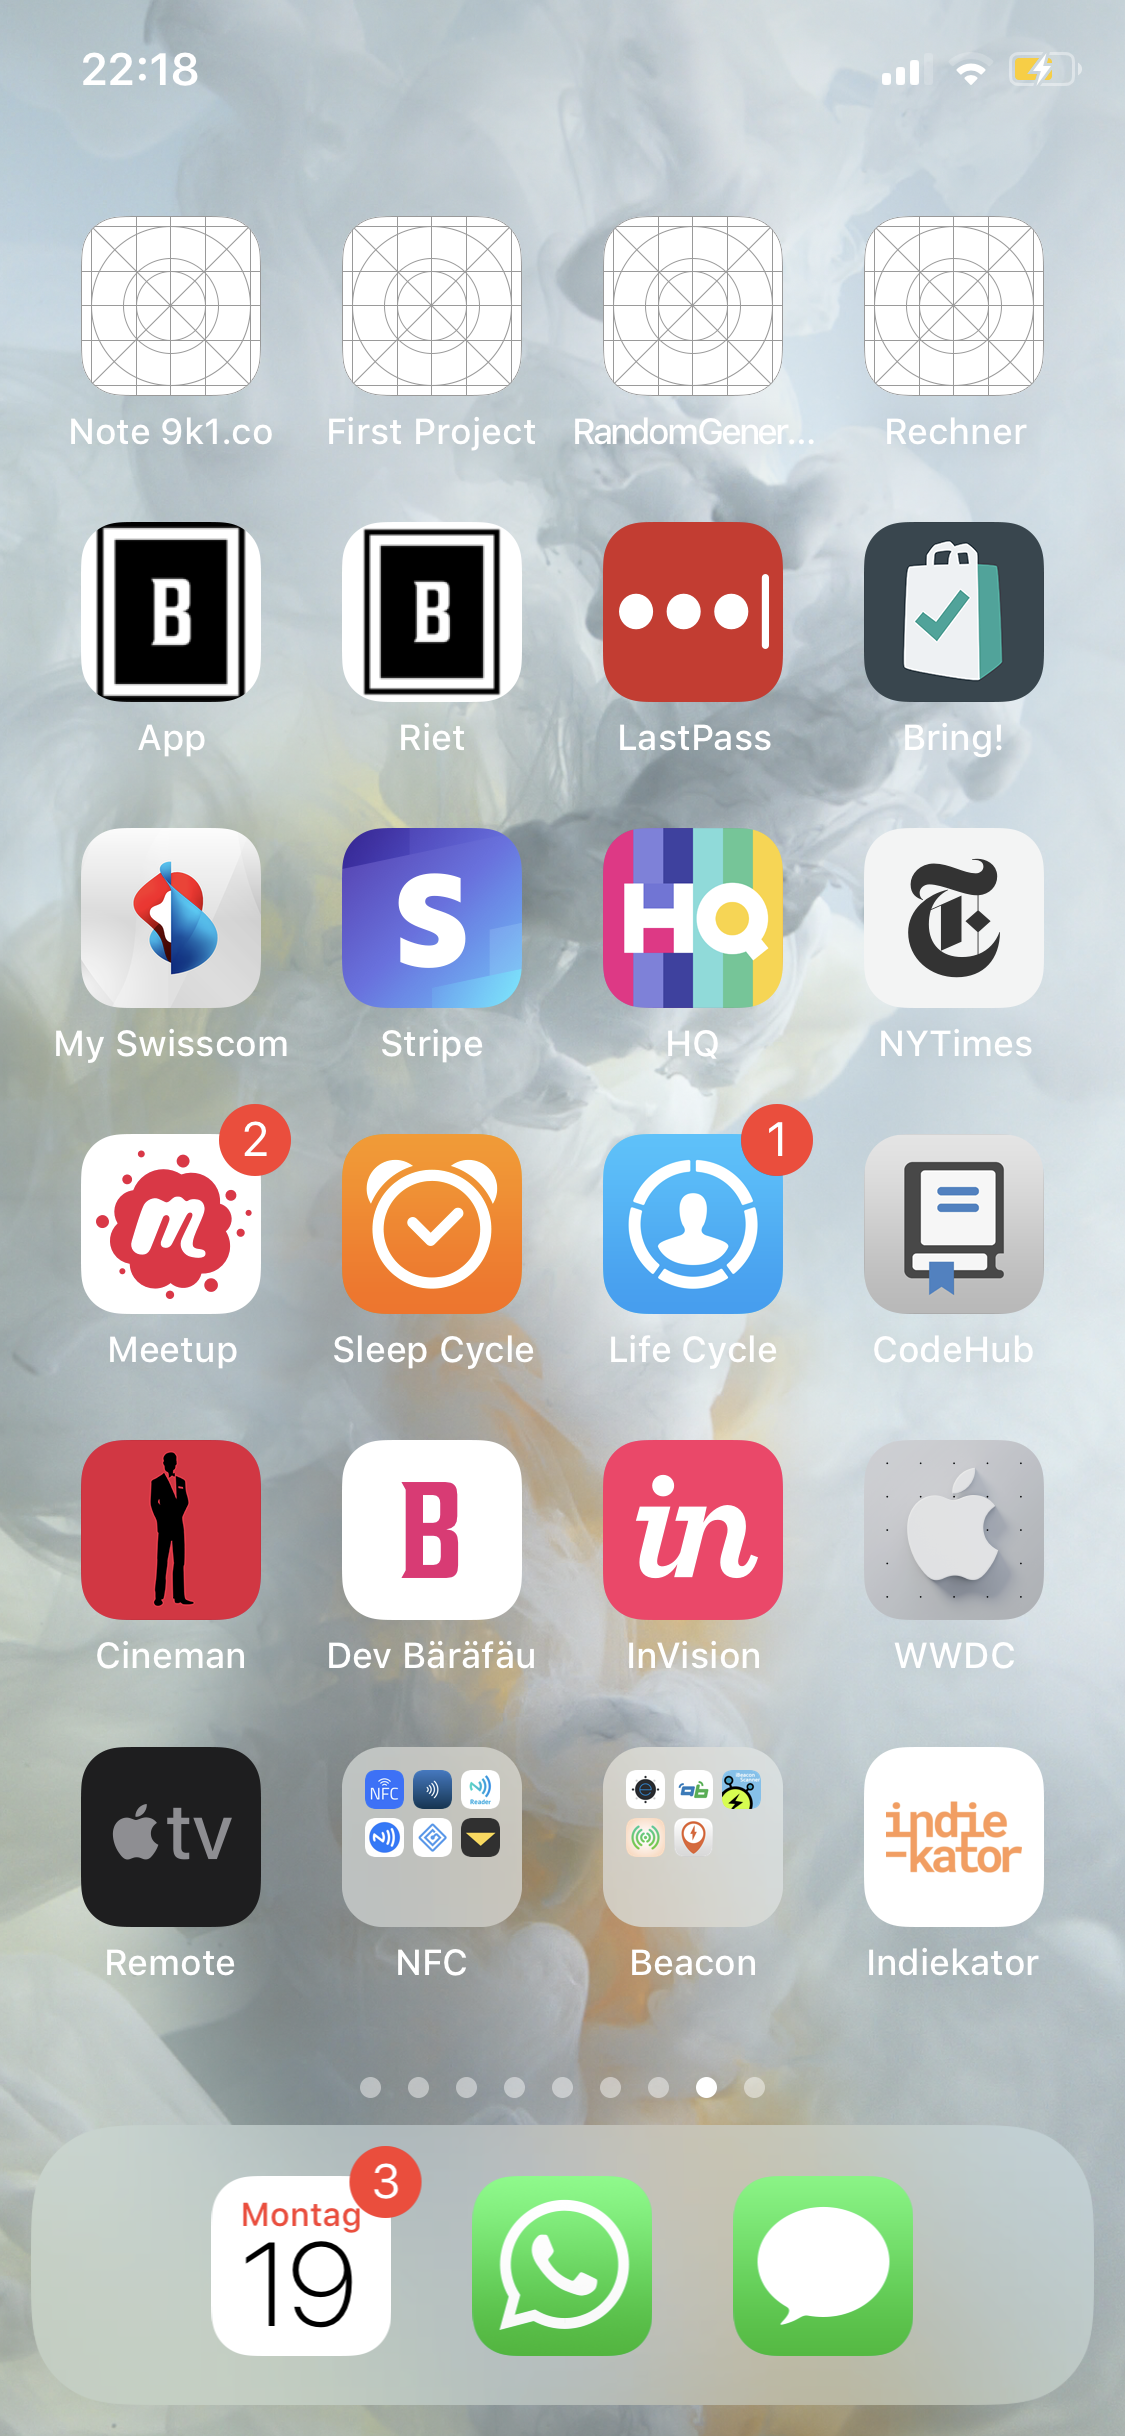 22:18
Note 9k1.co First Project RandomGener... Rechner
B B
App Riet LastPass Bring!
S HQ T
My Swisscom Stripe HQ NYTimes
2 1
m
Meetup Sleep Cycle Life Cycle CodeHub
B in
Cineman Dev Bäräfäu InVision WWDC
tv NFC Reader indie
-kator
Remote NFC Beacon Indiekator
3
Montag
19